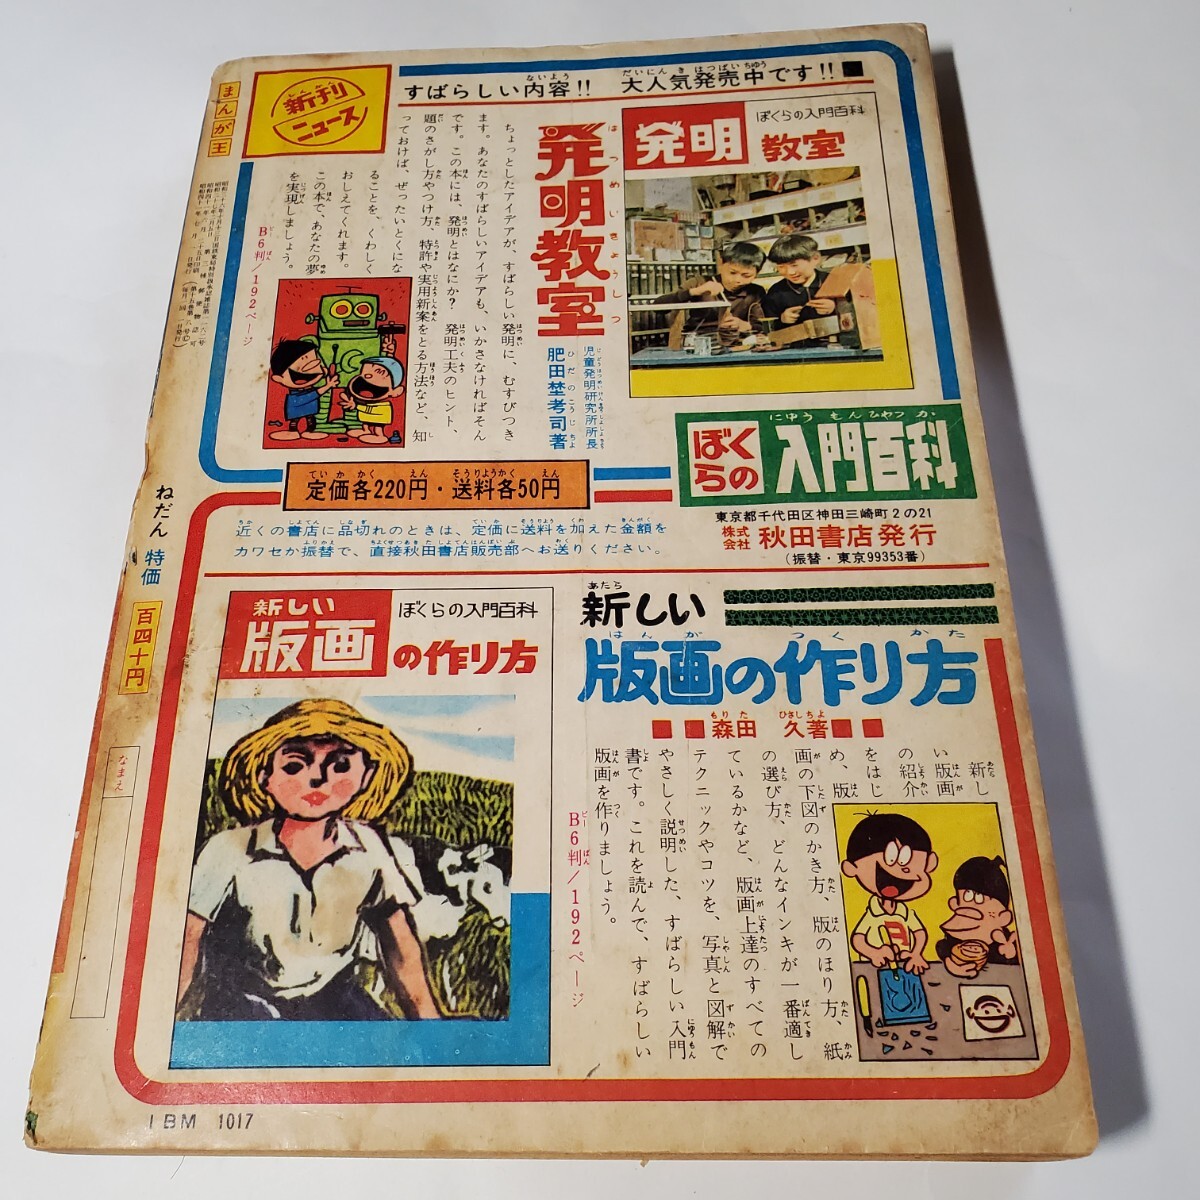 まんが王
新刊ニュース
すばらしい内容!! 大人気発売中です!!
発明教室
児童発明研究所所長
肥田埜考司著
ちょっとしたアイデアが、すばらしい発明に、むすびつき
ます。あなたのすばらしいアイデアも、いかさなければそん
です。この本には、発明とはなにか? 発明工夫のヒント、
題のさがし方やつけ方、特許や実用新案をとる方法など、知
っておけば、ぜったいとくにな
ることを、くわしく
おしえてくれます。
この本で、あなたの夢
を実現しましょう。
B6判/192ページ
ぼくらの入門百科
発明教室
ぼくらの入門百科
定価各220円・送料各50円
近くの書店に品切れのときは、定価に送料を加えた金額を
カワセか振替で、直接秋田書店販売部へお送りください。
東京都千代田区神田三崎町2の21
株式会社 秋田書店発行
(振替・東京99353番)
ねだん 特価 百四十円
なまえ
新しい版画の作り方
ぼくらの入門百科
新しい
版画の作り方
森田 久著
新し
い版画
の紹介
をはじ
め、版
画の下図のかき方、版のほり方、紙
の選び方、どんなインキが一番適し
ているかなど、版画上達のすべての
テクニックやコツを、写真と図解で
やさしく説明した、すばらしい入門
書です。これを読んで、すばらしい
版画を作りましょう。
B6判/192ページ
IBM 1017